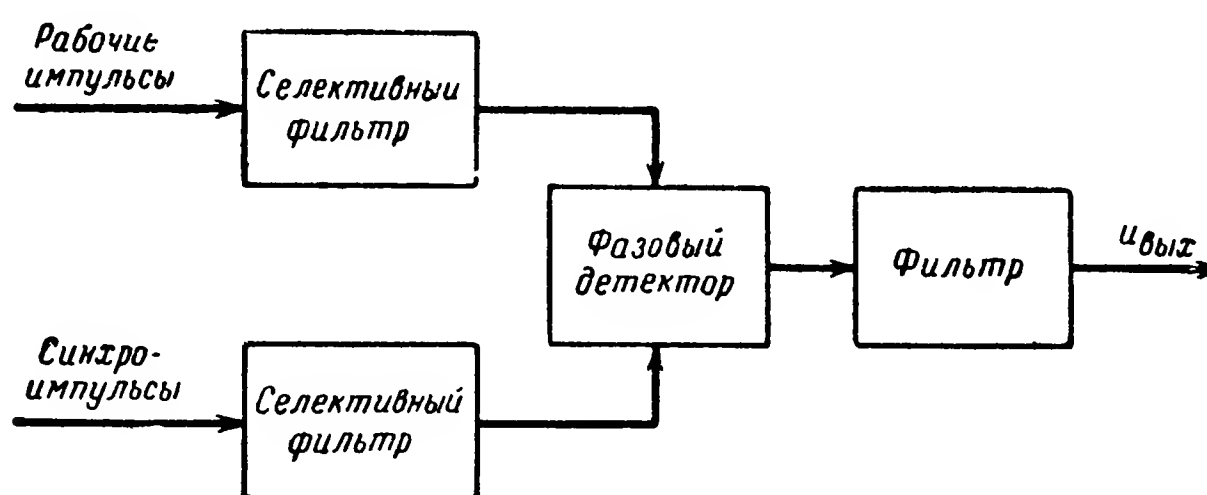 Рабочие
импульсы
Селективный
фильтр
Фазовый
детектор
Фильтр
uвых
Синхро-
импульсы
Селективный
фильтр